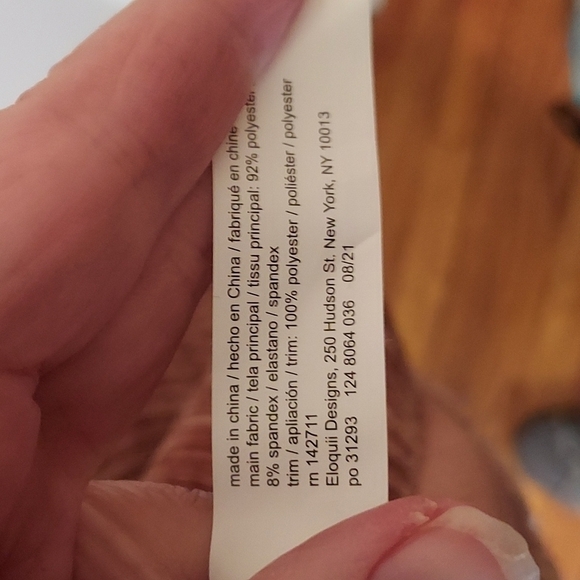 made in china / hecho en China / fabriqué en chine
main fabric / tela principal / tissu principal: 92% polyester
8% spandex / elastano / spandex
trim / apliación / trim: 100% polyester / poliéster / polyester
rn 142711
Eloquii Designs, 250 Hudson St. New York, NY 10013
po 31293 124 8064 036 08/21